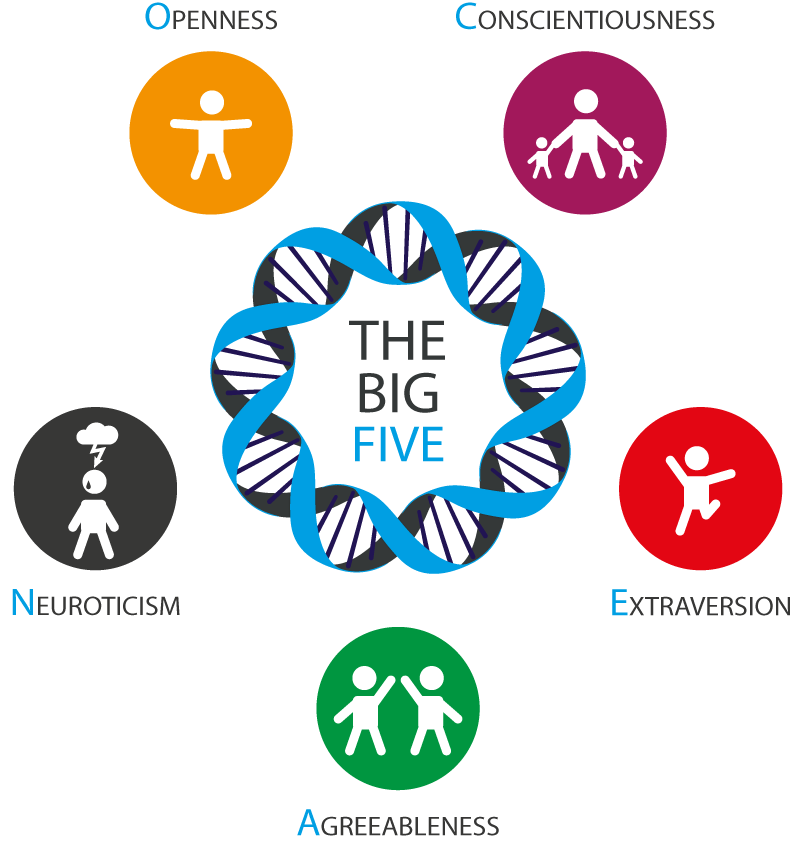 OPENNESS
CONSCIENTIOUSNESS
THE
BIG
FIVE
NEUROTICISM
EXTRAVERSION
AGREEABLENESS